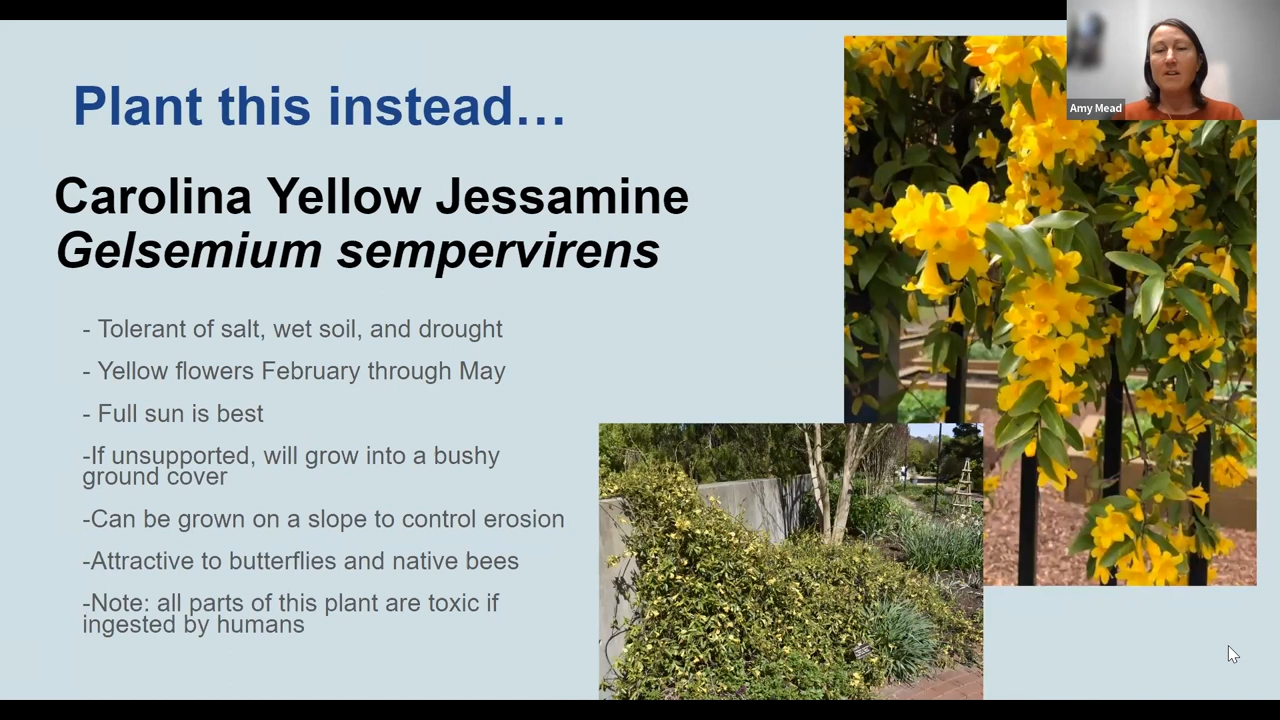 Plant this instead…
Carolina Yellow Jessamine
Gelsemium sempervirens
- Tolerant of salt, wet soil, and drought
- Yellow flowers February through May
- Full sun is best
-If unsupported, will grow into a bushy
ground cover
-Can be grown on a slope to control erosion
-Attractive to butterflies and native bees
-Note: all parts of this plant are toxic if
ingested by humans
Amy Mead